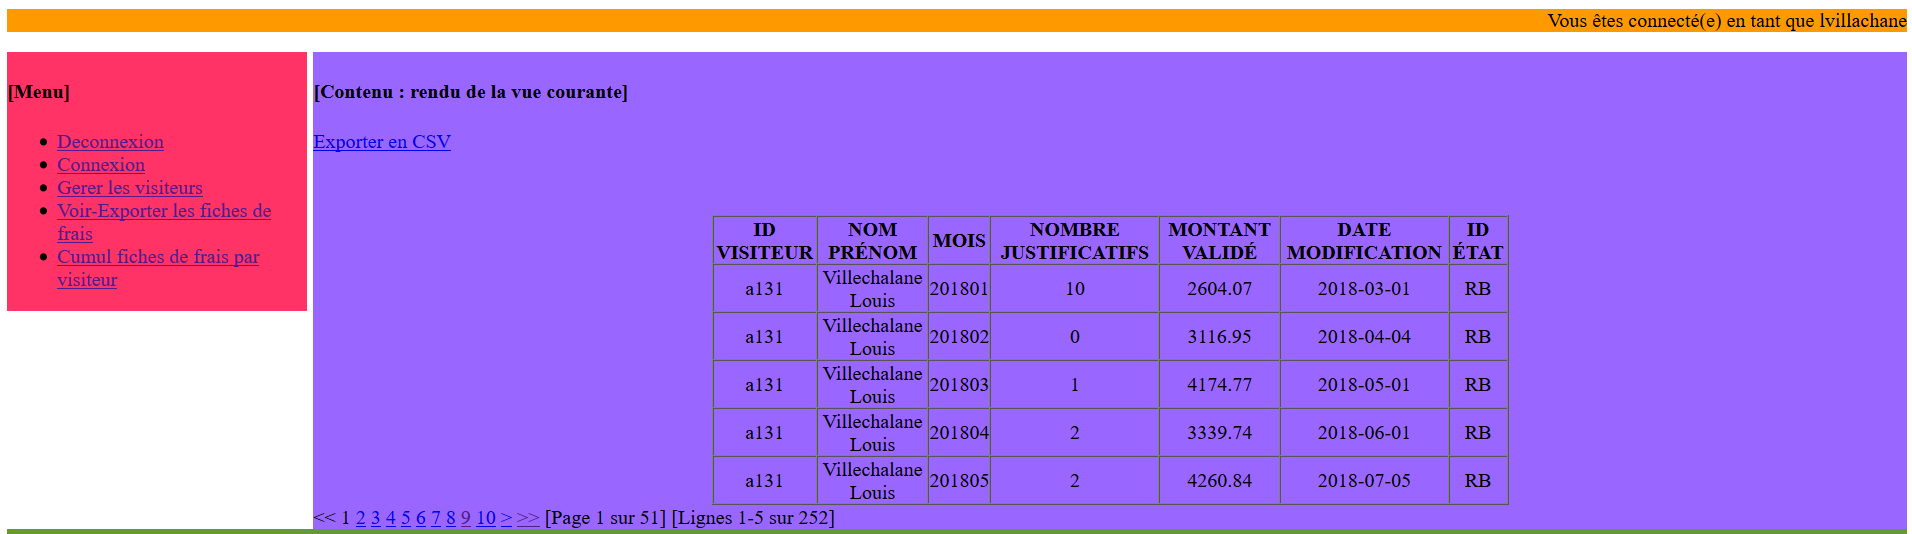 Vous êtes connecté(e) en tant que lvillachane
[Menu]
Deconnexion
Connexion
Gerer les visiteurs
Voir-Exporter les fiches de
frais
Cumul fiches de frais par
visiteur
[Contenu : rendu de la vue courante]
Exporter en CSV
ID VISITEUR NOM PRÉNOM MOIS NOMBRE JUSTIFICATIFS MONTANT VALIDÉ DATE MODIFICATION ID ÉTAT
a131 Villechalane Louis 201801 10 2604.07 2018-03-01 RB
a131 Villechalane Louis 201802 0 3116.95 2018-04-04 RB
a131 Villechalane Louis 201803 1 4174.77 2018-05-01 RB
a131 Villechalane Louis 201804 2 3339.74 2018-06-01 RB
a131 Villechalane Louis 201805 2 4260.84 2018-07-05 RB
<< 1 2 3 4 5 6 7 8 9 10 > >> [Page 1 sur 51] [Lignes 1-5 sur 252]